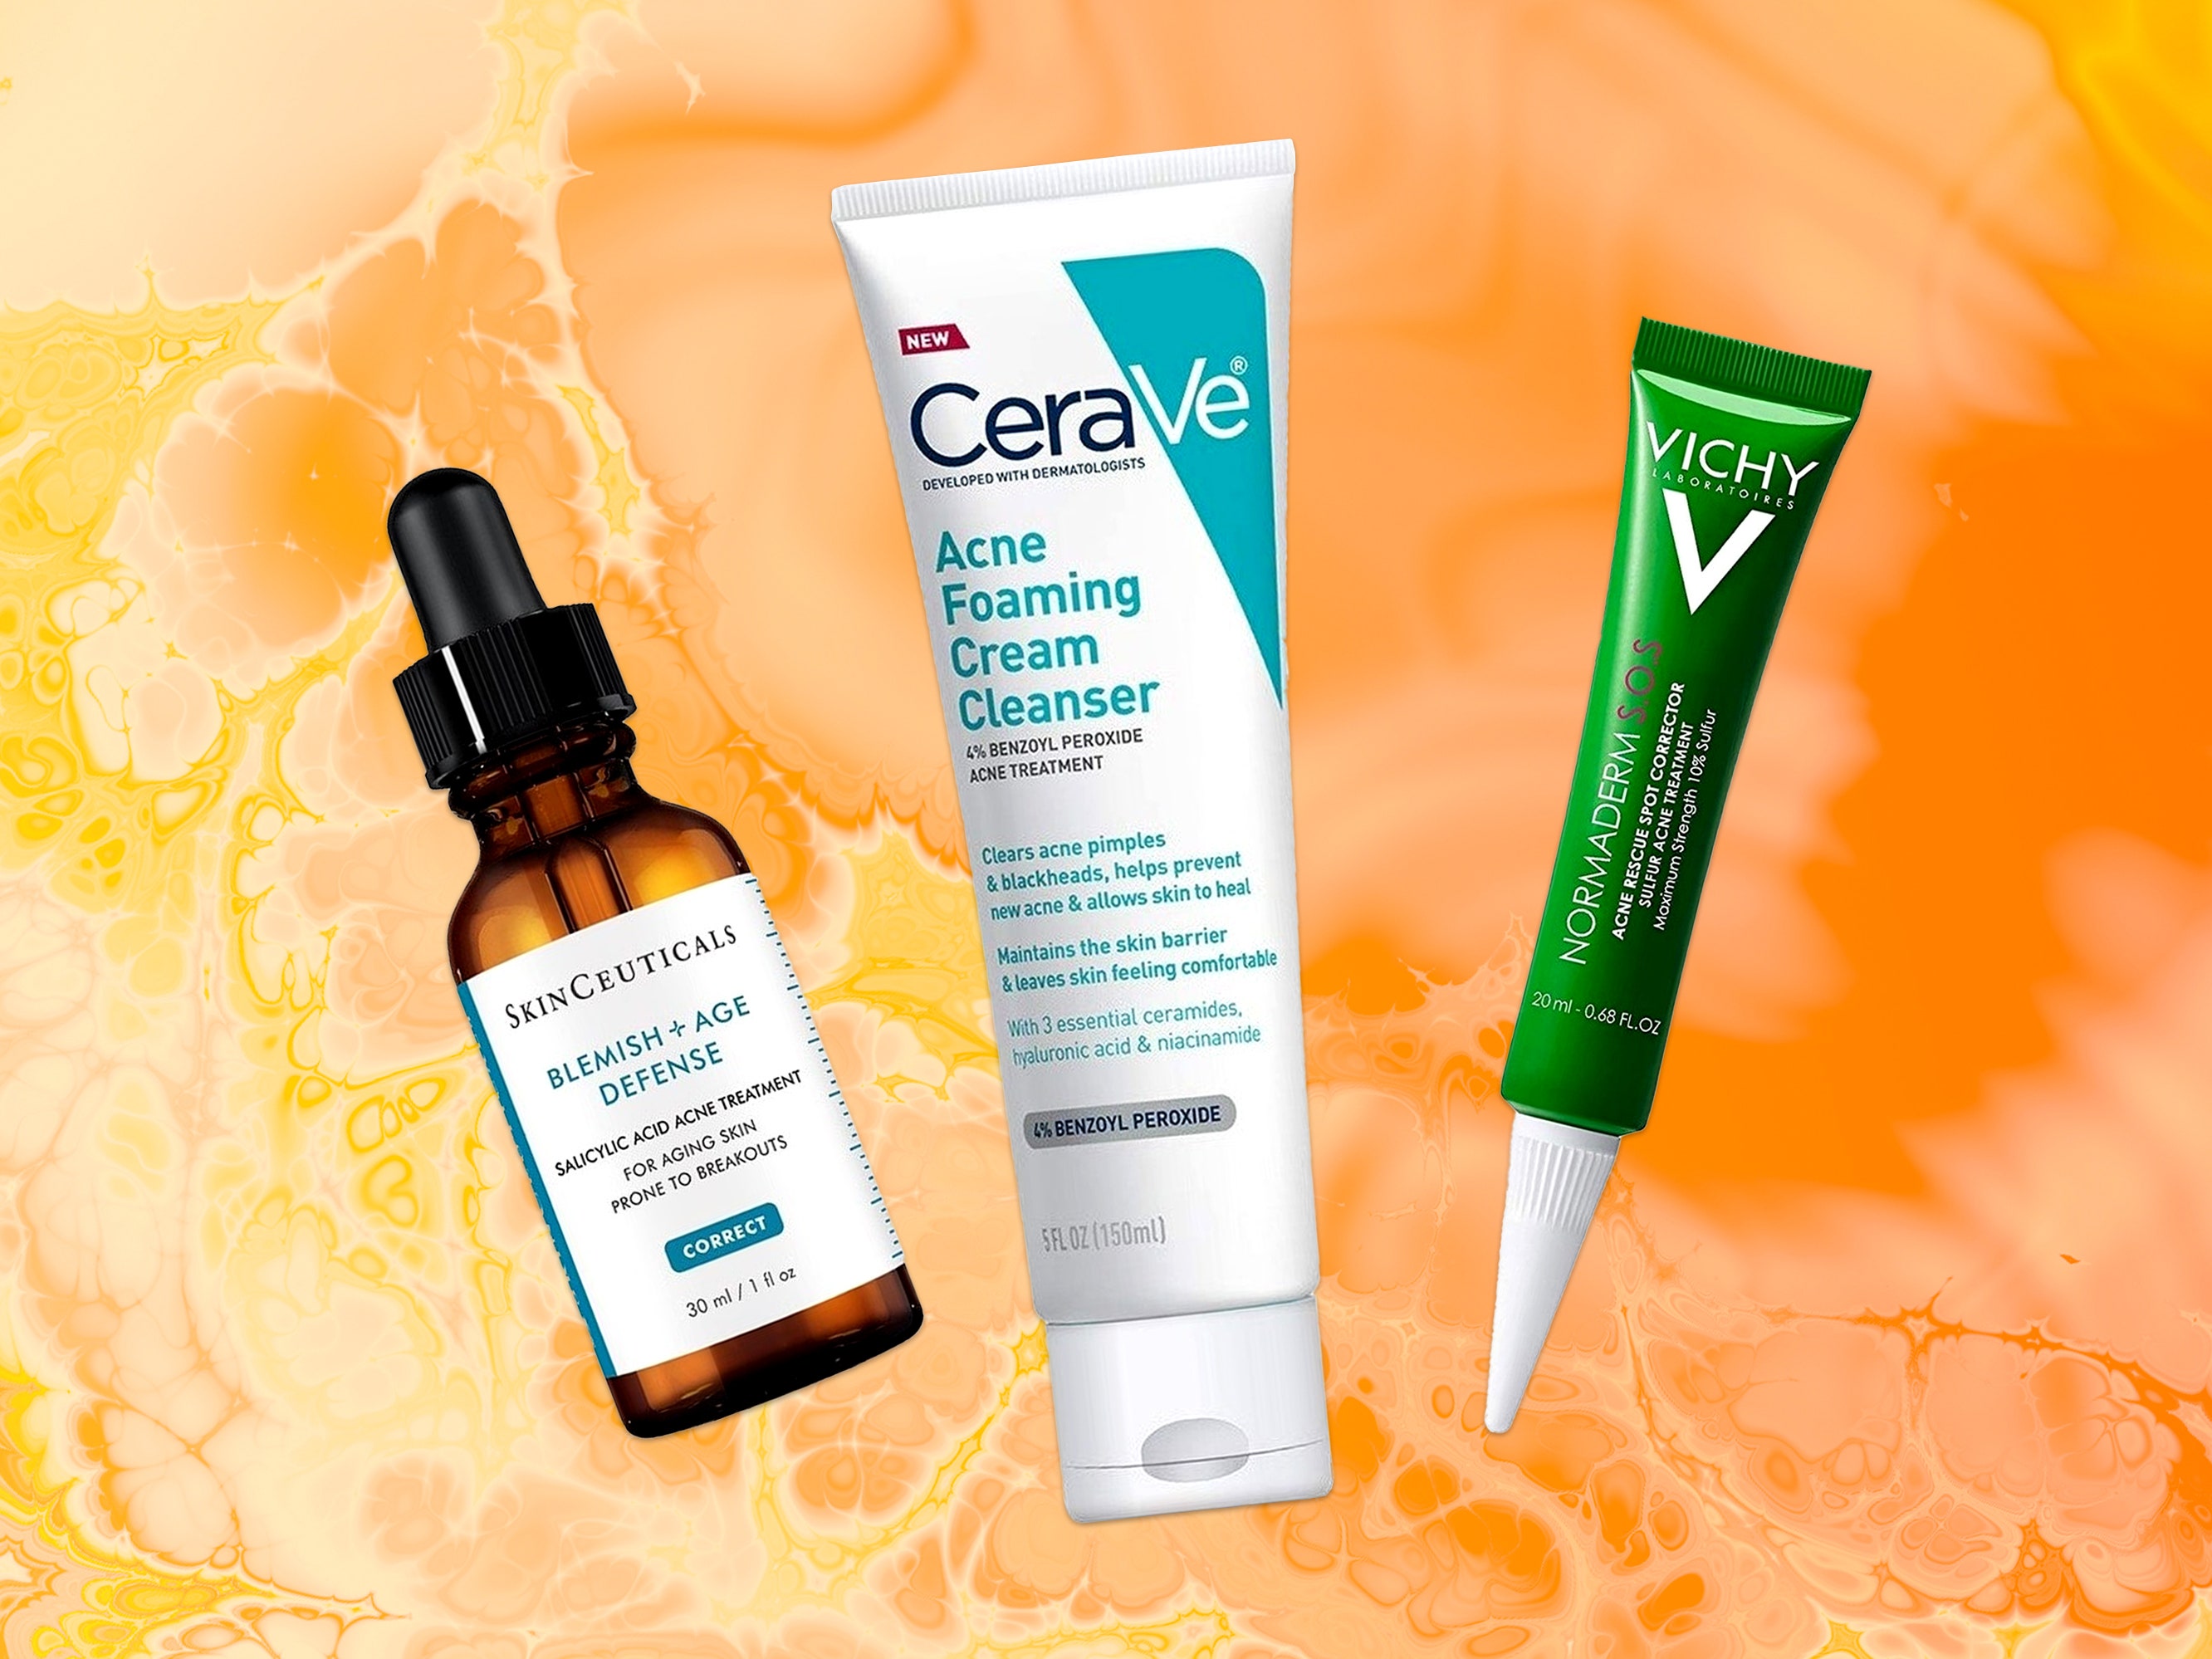 SKINCEUTICALS
BLEMISH + AGE
DEFENSE
SALICYLIC ACID ACNE TREATMENT
FOR AGING SKIN
PRONE TO BREAKOUTS
CORRECT
30 ml / 1 fl oz
NEW
CeraVe®
DEVELOPED WITH DERMATOLOGISTS
Acne
Foaming
Cream
Cleanser
4% BENZOYL PEROXIDE
ACNE TREATMENT
Clears acne pimples
& blackheads, helps prevent
new acne & allows skin to heal
Maintains the skin barrier
& leaves skin feeling comfortable
With 3 essential ceramides,
hyaluronic acid & niacinamide
4% BENZOYL PEROXIDE
5 FL OZ (150ml)
VICHY
LABORATOIRES
V
NORMADERM S.O.S
ACNE RESCUE SPOT CORRECTOR
SULFUR ACNE TREATMENT
Maximum Strength 10% Sulfur
20 ml - 0.68 FL.OZ